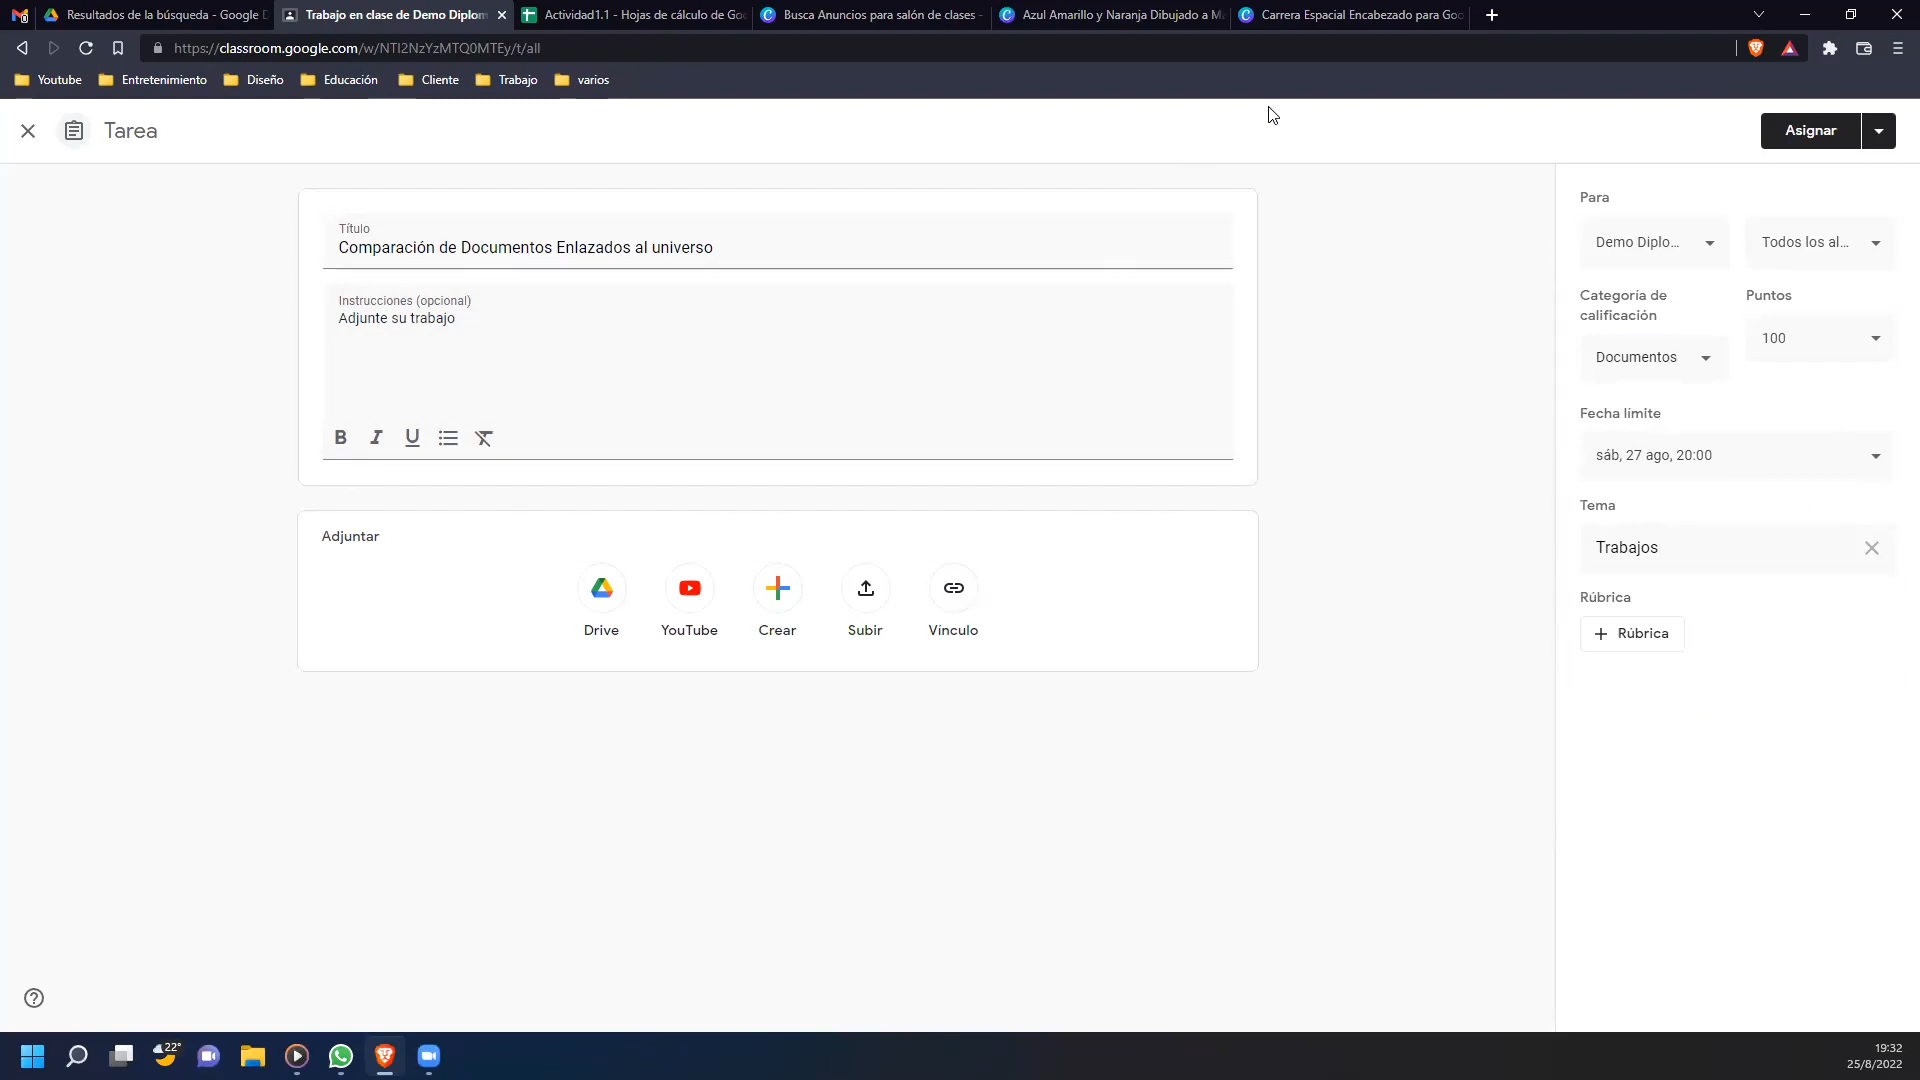 Resultados de la búsqueda - Google D
Trabajo en clase de Demo Diplom
Actividad1.1 - Hojas de cálculo de Goo
Busca Anuncios para salón de clases -
Azul Amarillo y Naranja Dibujado a Ma
Carrera Espacial Encabezado para Goo
https://classroom.google.com/w/NTI2NzYzMTQ0MTEy/t/all
Youtube
Entretenimiento
Diseño
Educación
Cliente
Trabajo
varios
Tarea
Asignar
Título
Comparación de Documentos Enlazados al universo
Instrucciones (opcional)
Adjunte su trabajo
B I U
Adjuntar
Drive
YouTube
Crear
Subir
Vínculo
Para
Demo Diplo...
Todos los al...
Categoría de
calificación
Puntos
Documentos
100
Fecha límite
sáb, 27 ago, 20:00
Tema
Trabajos
Rúbrica
+ Rúbrica
22°
19:32
25/8/2022